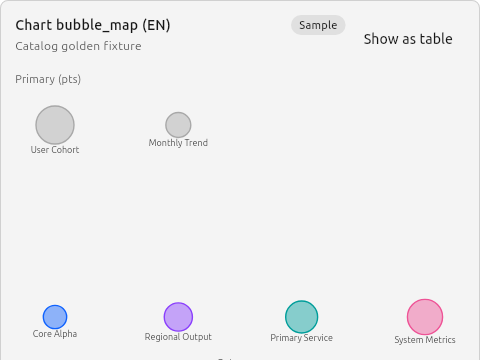 Chart bubble_map (EN)
Sample
Show as table
Catalog golden fixture
Primary (pts)
User Cohort
Monthly Trend
Core Alpha
Regional Output
Primary Service
System Metrics